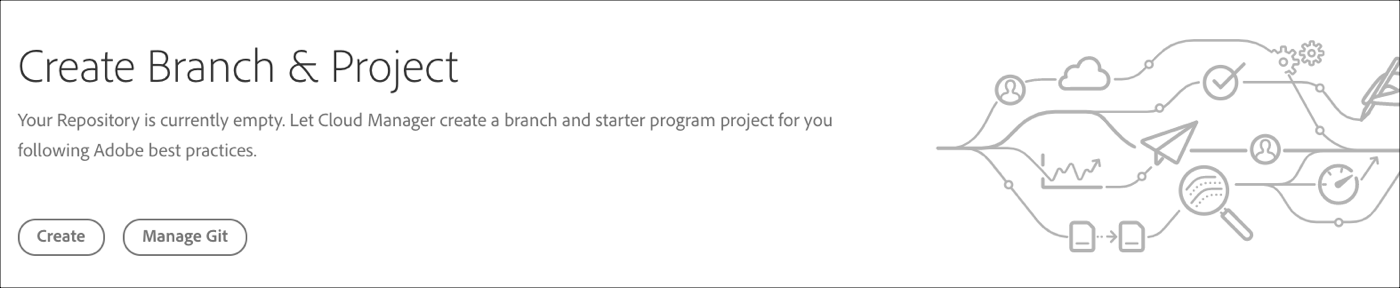 Create Branch & Project
Your Repository is currently empty. Let Cloud Manager create a branch and starter program project for you
following Adobe best practices.
Create
Manage Git